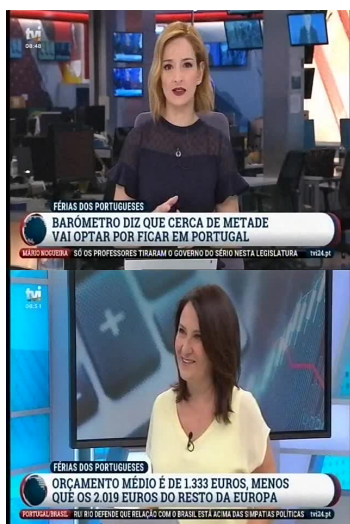 tvi
08:40
FÉRIAS DOS PORTUGUESES
BARÓMETRO DIZ QUE CERCA DE METADE
VAI OPTAR POR FICAR EM PORTUGAL
MÁRIO NOGUEIRA SÓ OS PROFESSORES TIRARAM O GOVERNO DO SÉRIO NESTA LEGISLATURA tvi24.pt
tvi
FÉRIAS DOS PORTUGUESES
ORÇAMENTO MÉDIO É DE 1.333 EUROS, MENOS
QUE OS 2.019 EUROS DO RESTO DA EUROPA
PORTUGAL/BRASIL RUI RIO DEFENDE QUE RELAÇÃO COM O BRASIL ESTÁ ACIMA DAS SIMPATIAS POLÍTICAS tvi24.pt